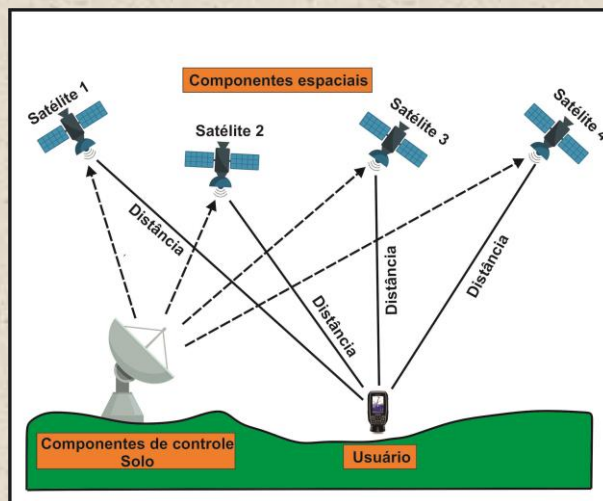 Componentes espaciais
Satélite 1
Satélite 2
Satélite 3
Satélite 4
Distância
Distância
Distância
Distância
Componentes de controle
Solo
Usuário